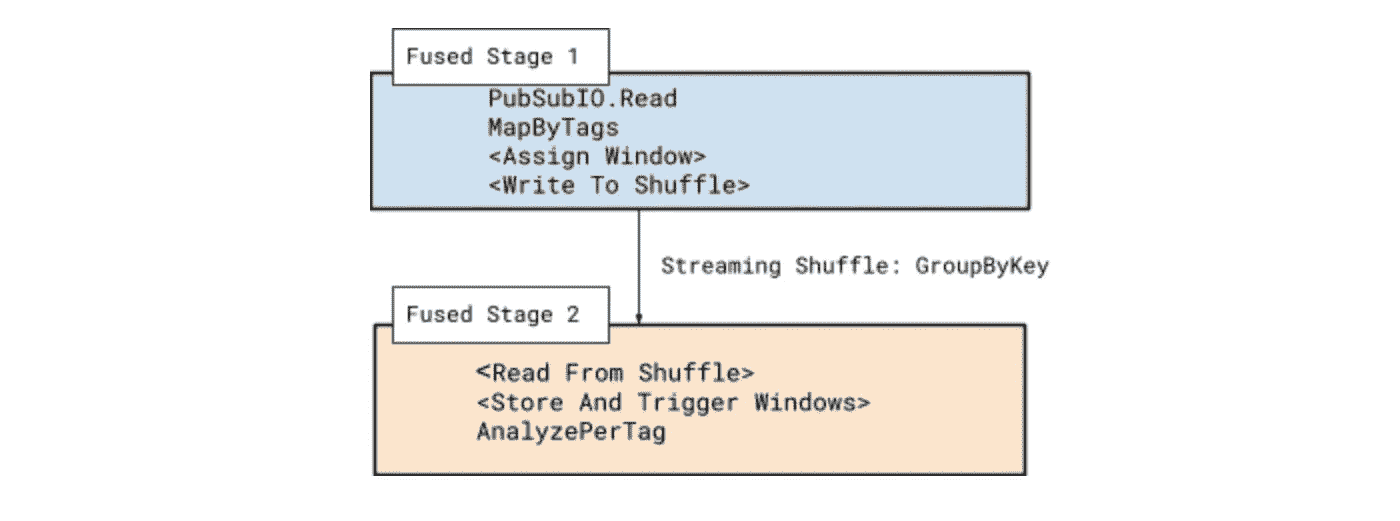 Fused Stage 1
PubSubIO.Read
MapByTags
<Assign Window>
<Write To Shuffle>
Streaming Shuffle: GroupByKey
Fused Stage 2
<Read From Shuffle>
<Store And Trigger Windows>
AnalyzePerTag